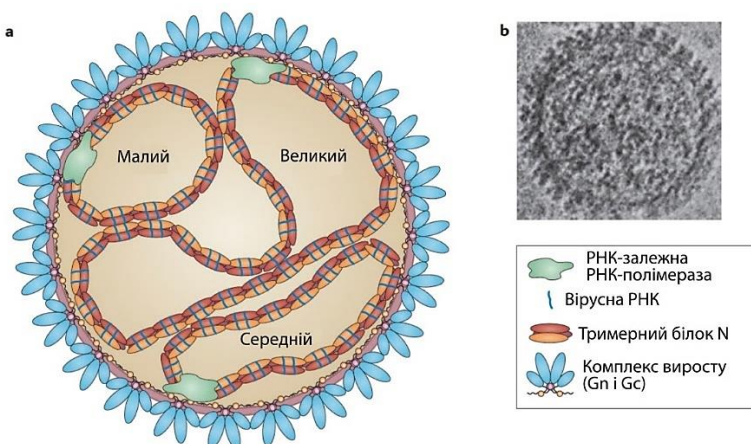 a
b
Малий
Великий
Середній
РНК-залежна
РНК-полімераза
Вірусна РНК
Тримерний білок N
Комплекс виросту
(Gn і Gc)